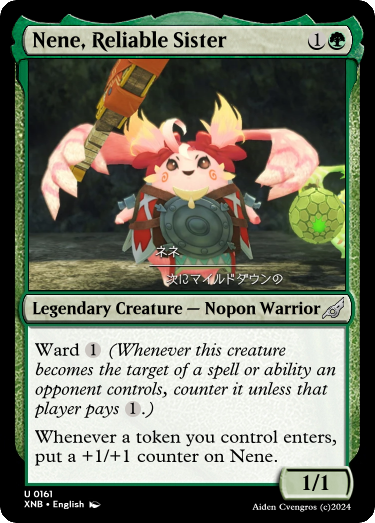 Nene, Reliable Sister 1
ネネ
次にマイルドダウンの
Legendary Creature — Nopon Warrior
Ward 1 (Whenever this creature
becomes the target of a spell or ability an
opponent controls, counter it unless that
player pays 1.)
Whenever a token you control enters,
put a +1/+1 counter on Nene.
1/1
U 0161
XNB • English
Aiden Cvengros (c)2024